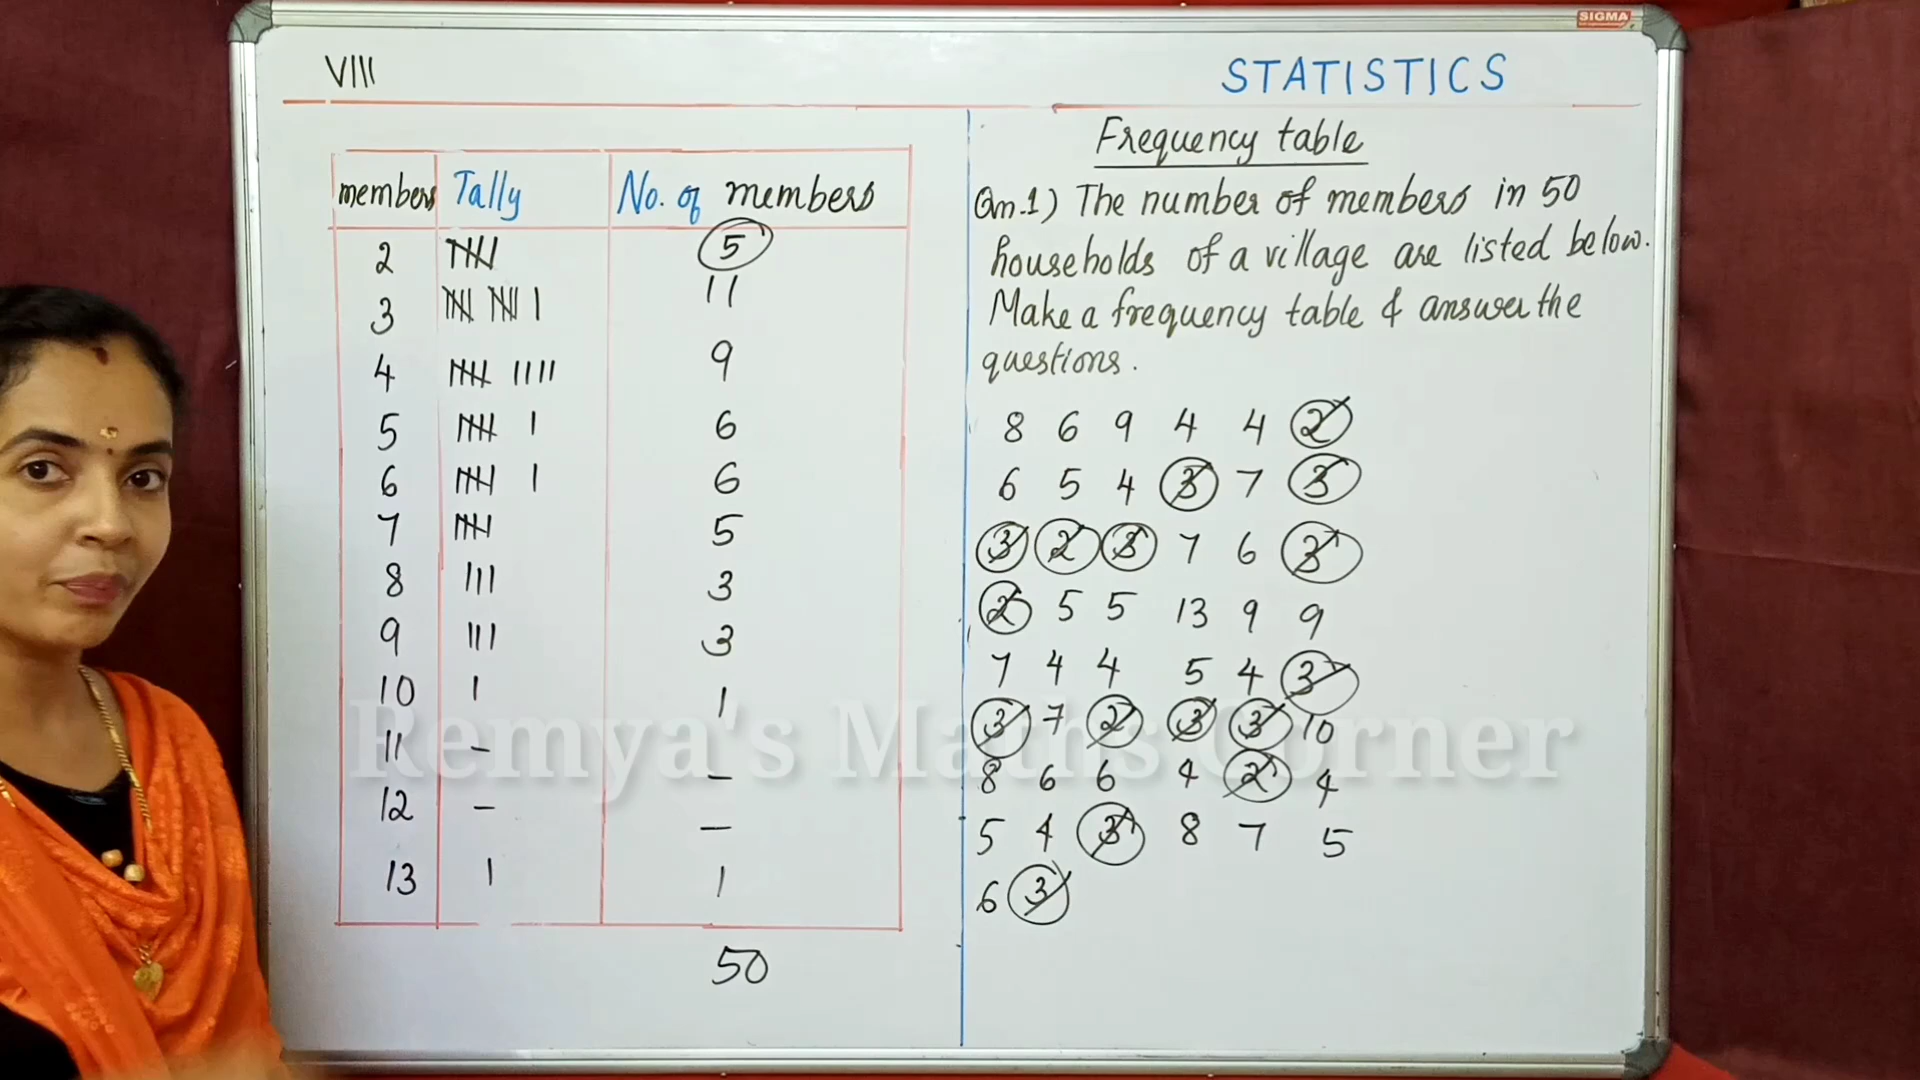 SIGMA
VIII
STATISTICS
members Tally No. of members
2 𝍸 5
3 𝍸 𝍸 | 11
4 𝍸 |||| 9
5 𝍸 | 6
6 𝍸 | 6
7 𝍸 5
8 ||| 3
9 ||| 3
10 | 1
11 - -
12 - -
13 | 1
50
Frequency table
Qn.1) The number of members in 50
households of a village are listed below.
Make a frequency table & answer the
questions.
8 6 9 4 4 2
6 5 4 3 7 3
3 2 3 7 6 3
2 5 5 13 9 9
7 4 4 5 4 3
3 7 2 3 3 10
8 6 6 4 2 4
5 4 3 8 7 5
6 3
Remya's Maths Corner